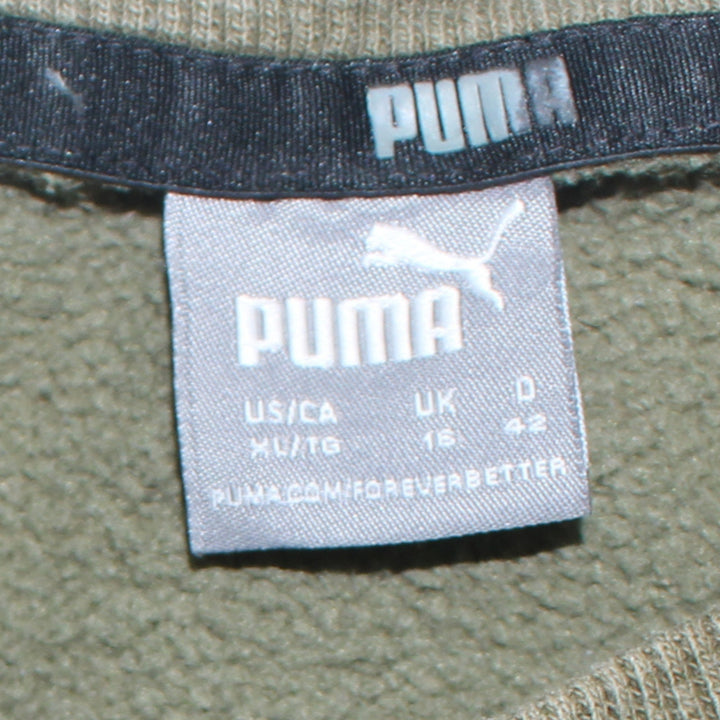 PUMA
PUMA
US/CA UK D
XL/TG 16 42
PUMA.COM/FOREVERBETTER